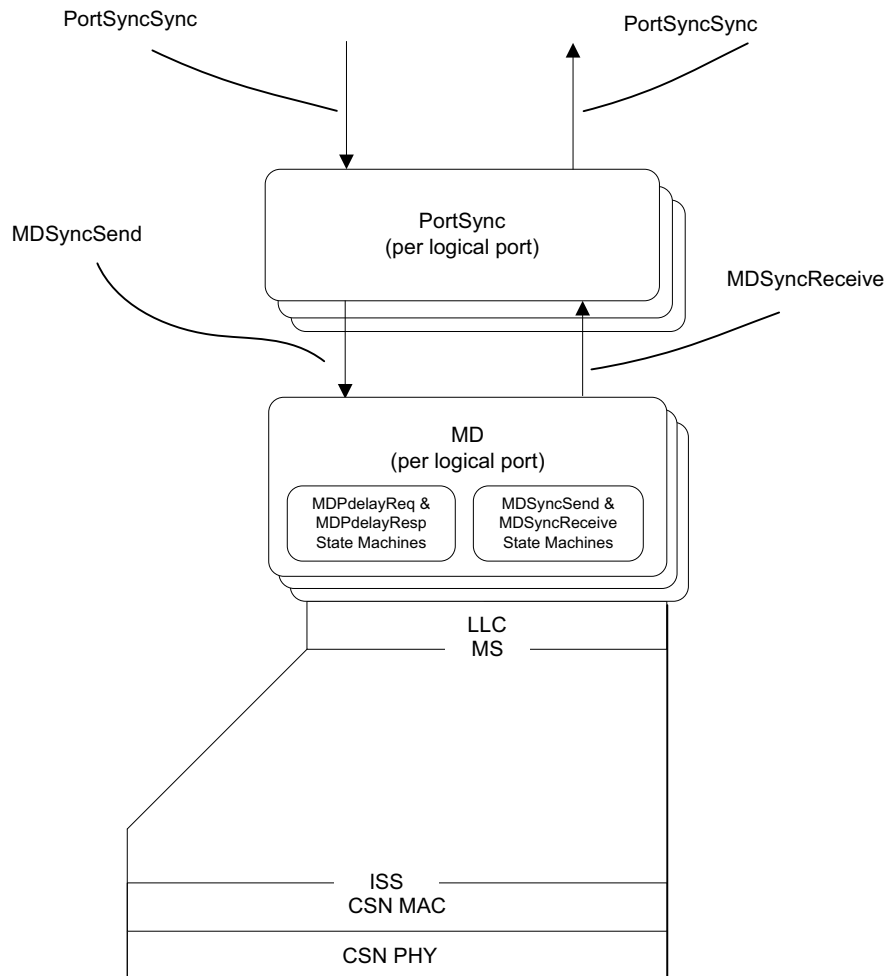 PortSyncSync
PortSyncSync
PortSync
(per logical port)
MDSyncSend
MDSyncReceive
MD
(per logical port)
MDPdelayReq &
MDPdelayResp
State Machines
MDSyncSend &
MDSyncReceive
State Machines
LLC
MS
ISS
CSN MAC
CSN PHY